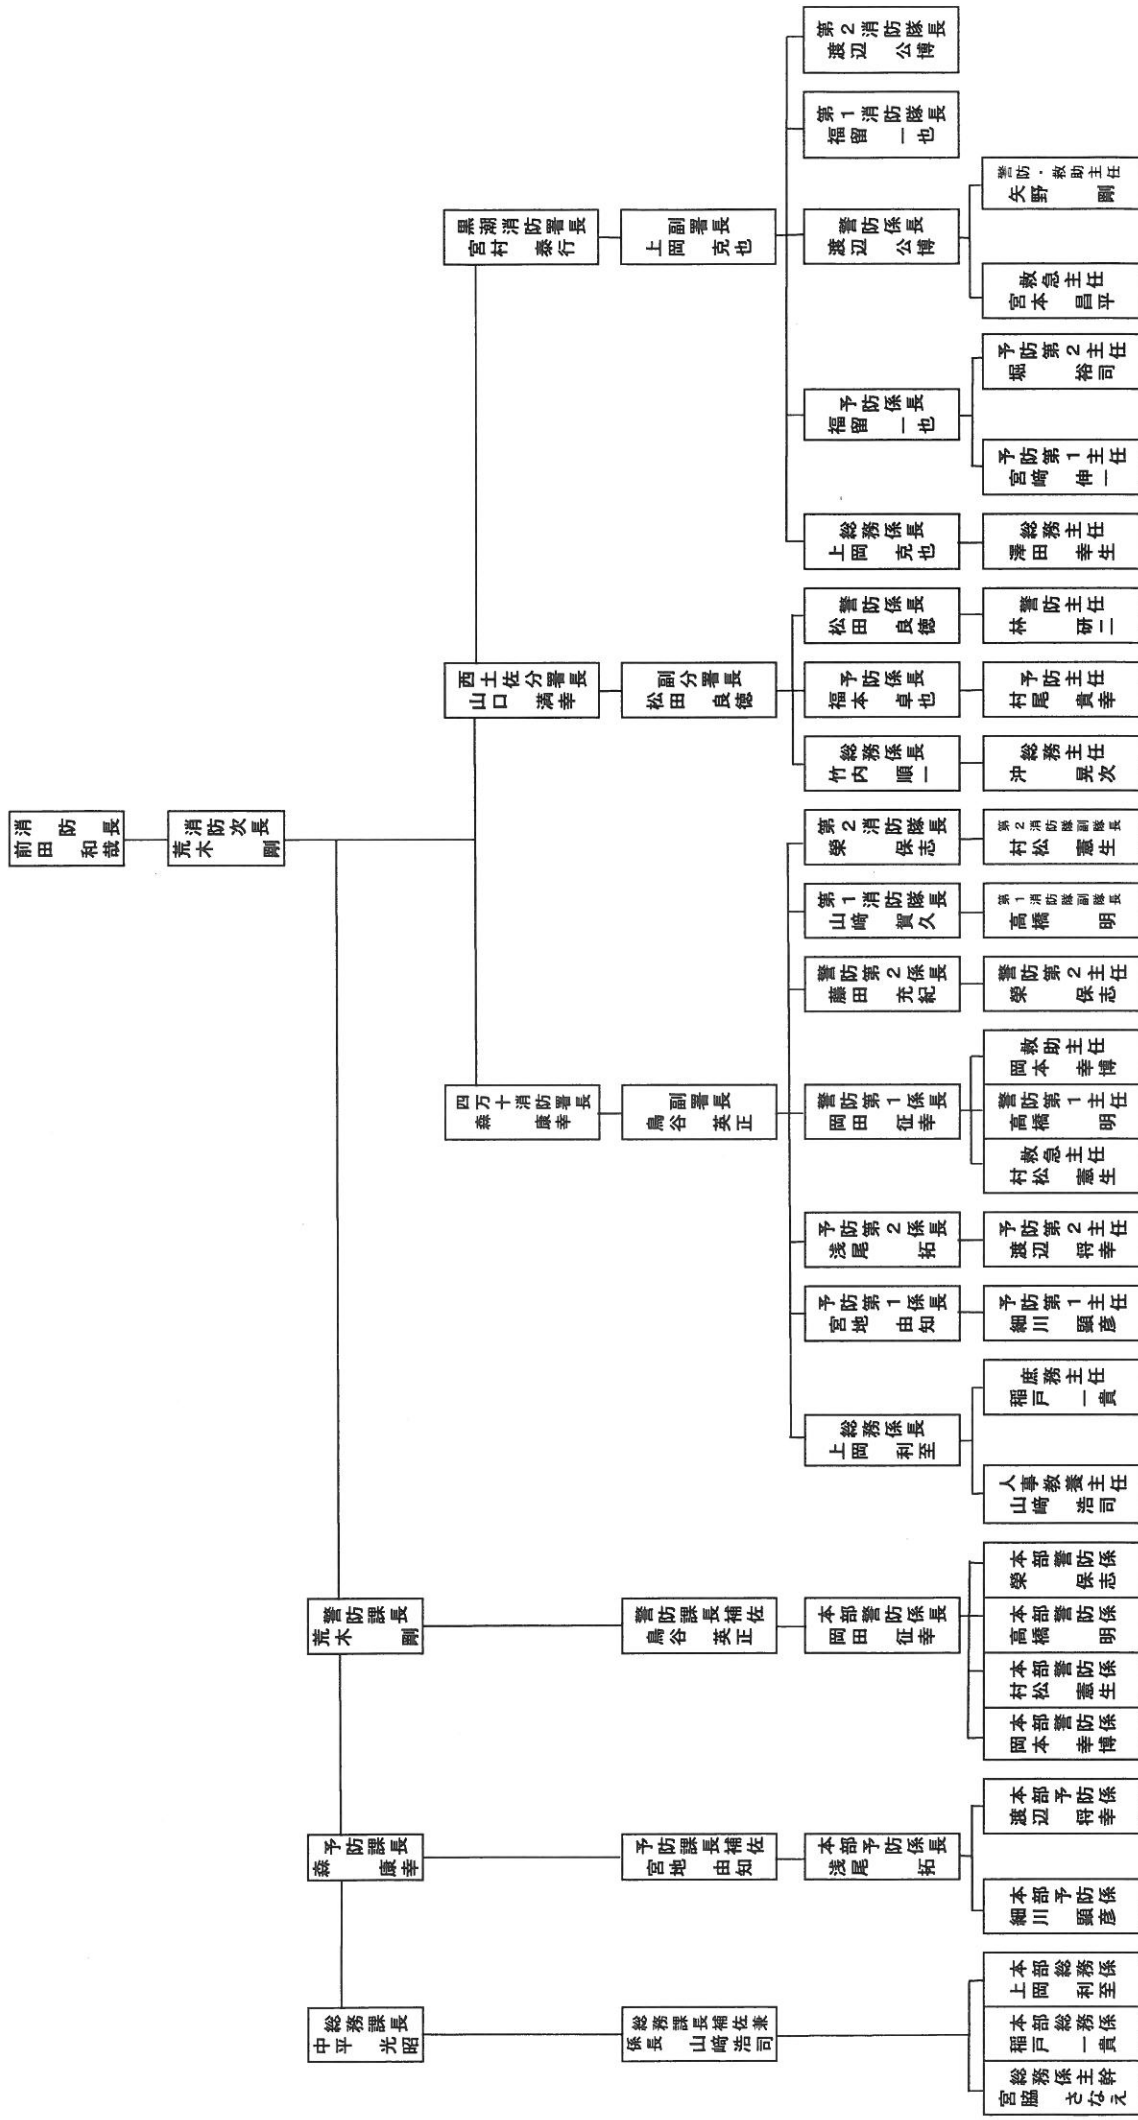 消防長
前田 和哉
消防次長
荒木 剛
総務課長
中平 光昭
予防課長
森 康幸
警防課長
荒木 剛
四万十消防署長
森 康幸
西土佐分署長
山口 満幸
黒潮消防署長
宮村 泰行
総務課長補佐兼
係長 山﨑浩司
予防課長補佐
宮地 由知
警防課長補佐
鳥谷 英正
副署長
鳥谷 英正
副分署長
松田 良徳
副署長
上岡 克也
本部予防係長
浅尾 拓
本部警防係長
岡田 征幸
総務係長
上岡 利至
予防第1係長
宮地 由知
予防第2係長
浅尾 拓
警防第1係長
岡田 征幸
警防第2係長
藤田 充紀
第1消防隊長
山﨑 賀久
第2消防隊長
榮 保志
総務係長
竹内 順一
予防係長
福本 卓也
警防係長
松田 良徳
総務係長
上岡 克也
予防係長
福留 一也
警防係長
渡辺 公博
第1消防隊長
福留 一也
第2消防隊長
渡辺 公博
総務係主幹
宮脇 さなえ
本部総務係
稲戸 一貴
本部総務係
上岡 利至
本部予防係
細川 顕彦
本部予防係
渡辺 将幸
本部警防係
岡本 幸博
本部警防係
村松 憲生
本部警防係
高橋 明
本部警防係
榮 保志
人事教養主任
山﨑 浩司
庶務主任
稲戸 一貴
予防第1主任
細川 顕彦
予防第2主任
渡辺 将幸
救急主任
村松 憲生
警防第1主任
高橋 明
救助主任
岡本 幸博
警防第2主任
榮 保志
第1消防隊副隊長
高橋 明
第2消防隊副隊長
村松 憲生
総務主任
沖 晃次
予防主任
村尾 貴幸
警防主任
林 研二
総務主任
澤田 幸生
予防第1主任
宮﨑 伸一
予防第2主任
堀 裕司
救急主任
宮本 昌平
警防・救助主任
矢野 剛